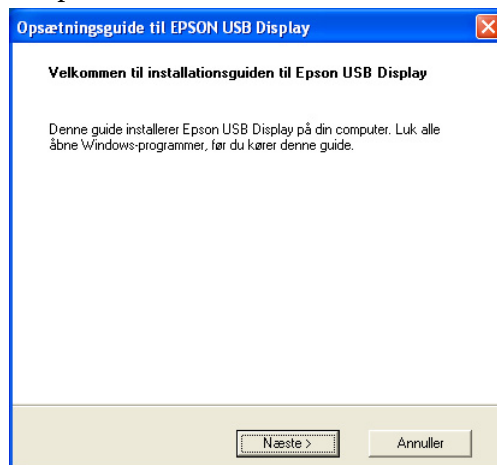 Opsætningsguide til EPSON USB Display
Velkommen til installationsguiden til Epson USB Display
Denne guide installerer Epson USB Display på din computer. Luk alle
åbne Windows-programmer, før du kører denne guide.
Næste >
Annuller